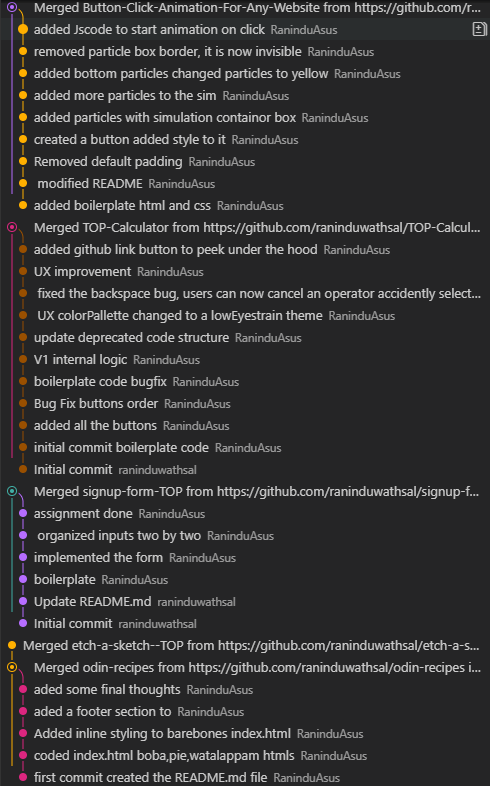 Merged Button-Click-Animation-For-Any-Website from https://github.com/r...
added Jscode to start animation on click RaninduAsus
removed particle box border, it is now invisible RaninduAsus
added bottom particles changed particles to yellow RaninduAsus
added more particles to the sim RaninduAsus
added particles with simulation containor box RaninduAsus
created a button added style to it RaninduAsus
Removed default padding RaninduAsus
modified README RaninduAsus
added boilerplate html and css RaninduAsus
Merged TOP-Calculator from https://github.com/raninduwathsal/TOP-Calcul...
added github link button to peek under the hood RaninduAsus
UX improvement RaninduAsus
fixed the backspace bug, users can now cancel an operator accidently select...
UX colorPallette changed to a lowEyestrain theme RaninduAsus
update deprecated code structure RaninduAsus
V1 internal logic RaninduAsus
boilerplate code bugfix RaninduAsus
Bug Fix buttons order RaninduAsus
added all the buttons RaninduAsus
initial commit boilerplate code RaninduAsus
Initial commit raninduwathsal
Merged signup-form-TOP from https://github.com/raninduwathsal/signup-f...
assignment done RaninduAsus
organized inputs two by two RaninduAsus
implemented the form RaninduAsus
boilerplate RaninduAsus
Update README.md raninduwathsal
Initial commit raninduwathsal
Merged etch-a-sketch--TOP from https://github.com/raninduwathsal/etch-a-s...
Merged odin-recipes from https://github.com/raninduwathsal/odin-recipes i...
aded some final thoughts RaninduAsus
aded a footer section to RaninduAsus
Added inline styling to barebones index.html RaninduAsus
coded index.html boba,pie,watalappam htmls RaninduAsus
first commit created the README.md file RaninduAsus